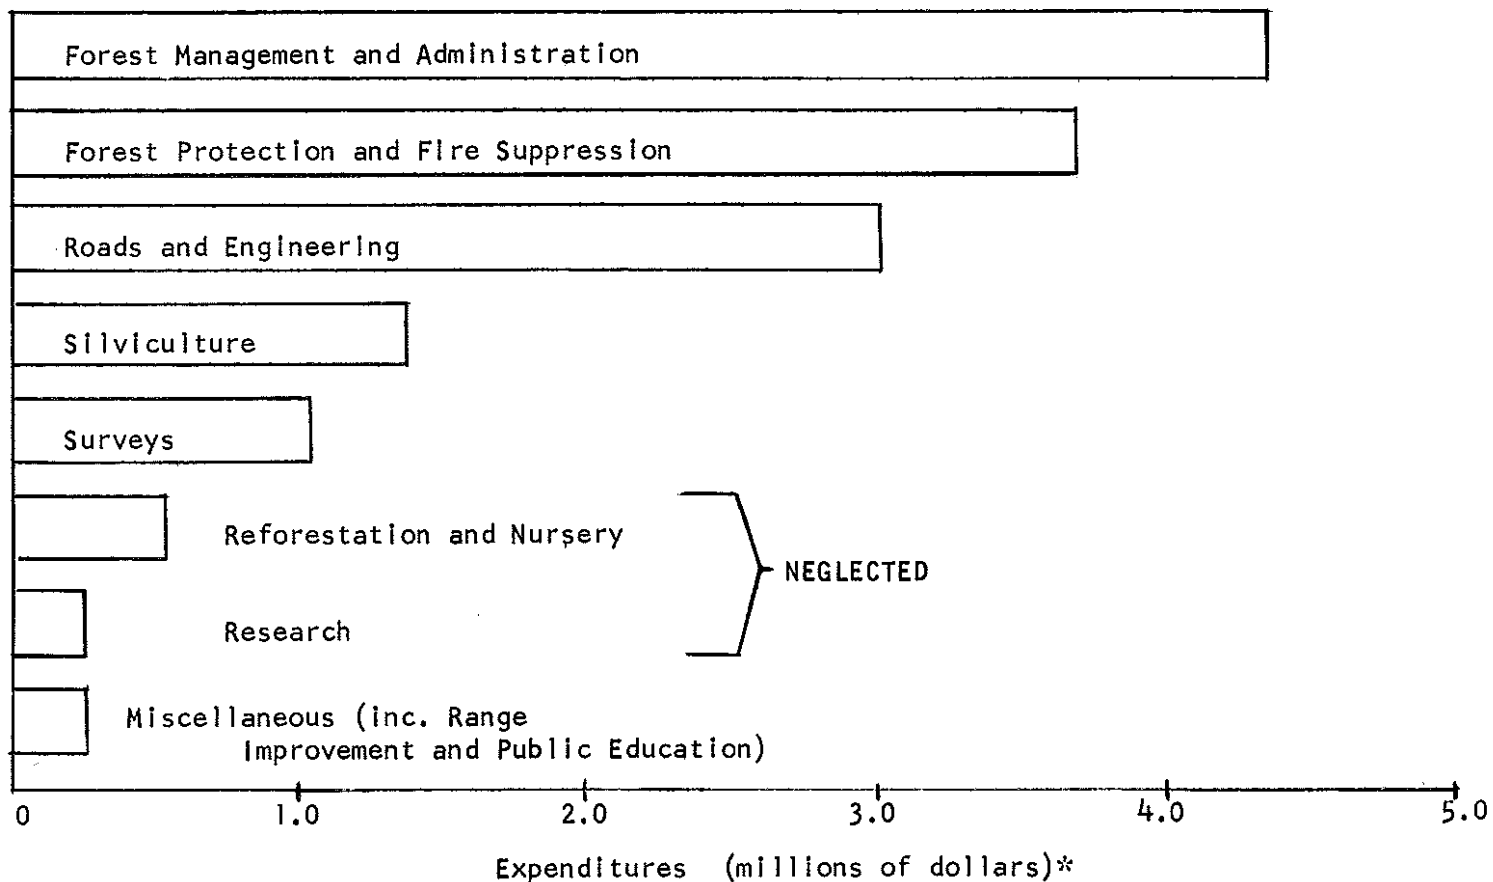 Forest Management and Administration
Forest Protection and Fire Suppression
Roads and Engineering
Silviculture
Surveys
Reforestation and Nursery
NEGLECTED
Research
Miscellaneous (inc. Range
Improvement and Public Education)
0 1.0 2.0 3.0 4.0 5.0
Expenditures (millions of dollars)*